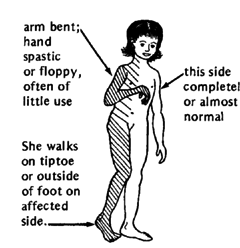 arm bent;
hand
spastic
or floppy,
often of
little use
this side
completel
or almost
normal
She walks
on tiptoe
or outside
of foot on
affected
side.